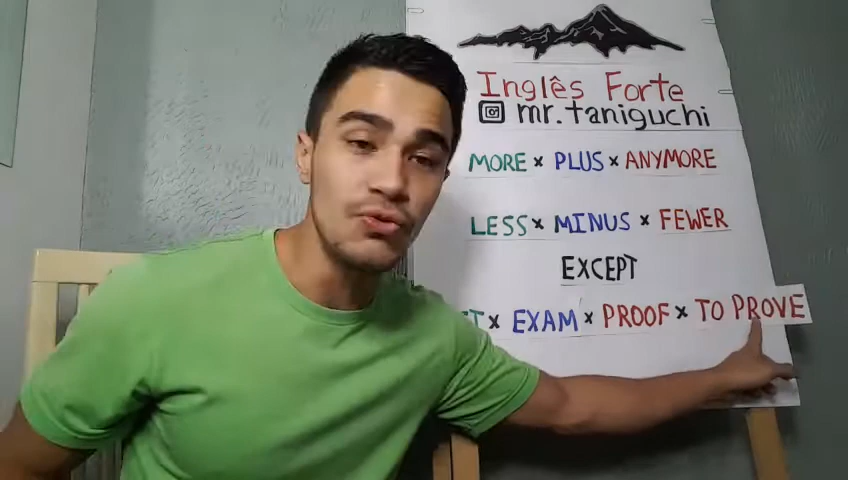 Inglês Forte
mr.taniguchi
MORE x PLUS x ANYMORE
LESS x MINUS x FEWER
EXCEPT
x EXAM x PROOF x TO PROVE